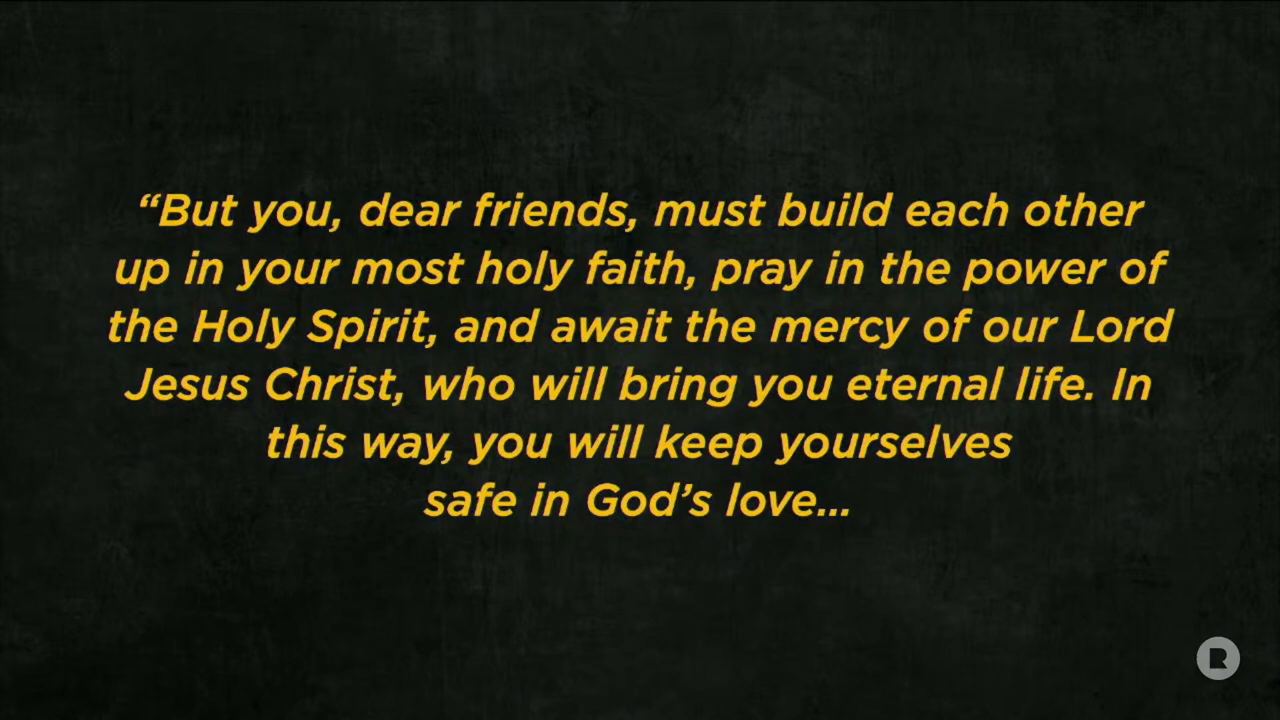 “But you, dear friends, must build each other
up in your most holy faith, pray in the power of
the Holy Spirit, and await the mercy of our Lord
Jesus Christ, who will bring you eternal life. In
this way, you will keep yourselves
safe in God’s love...
R